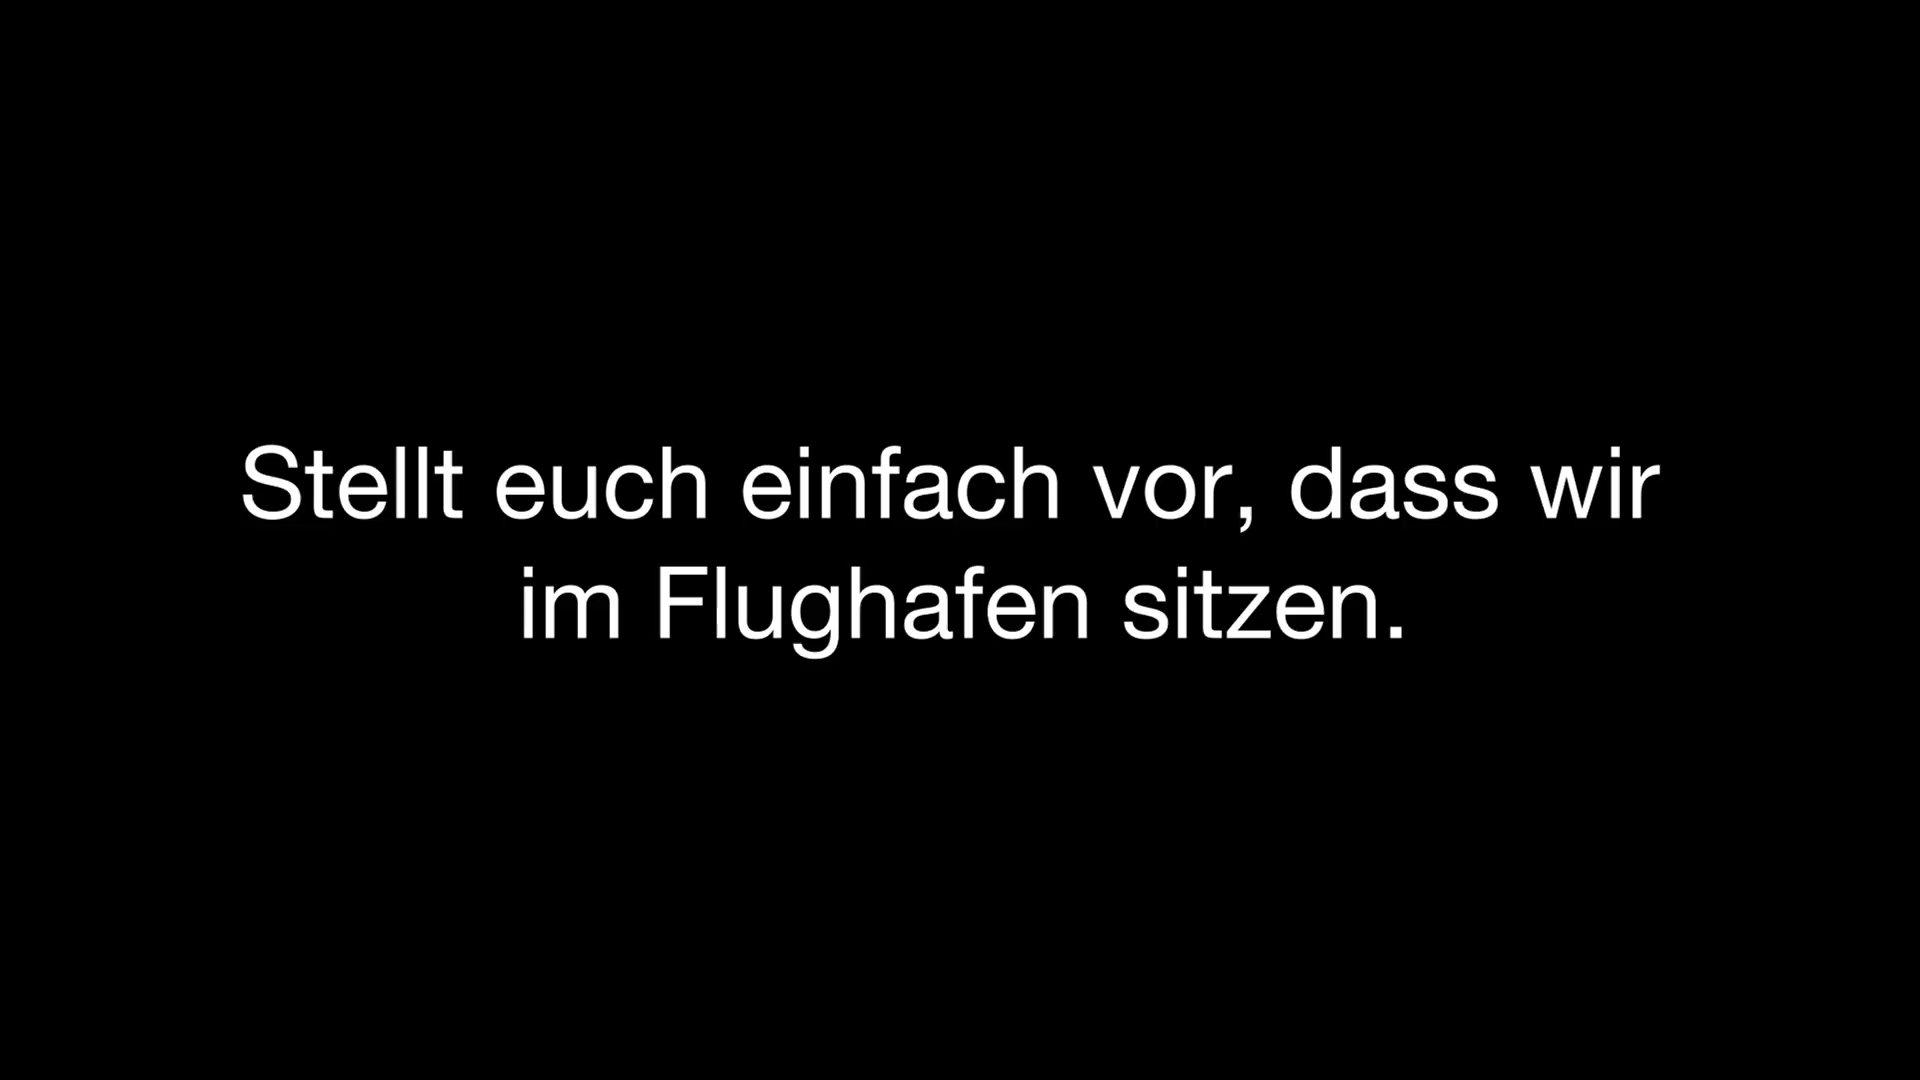 Stellt euch einfach vor, dass wir
im Flughafen sitzen.